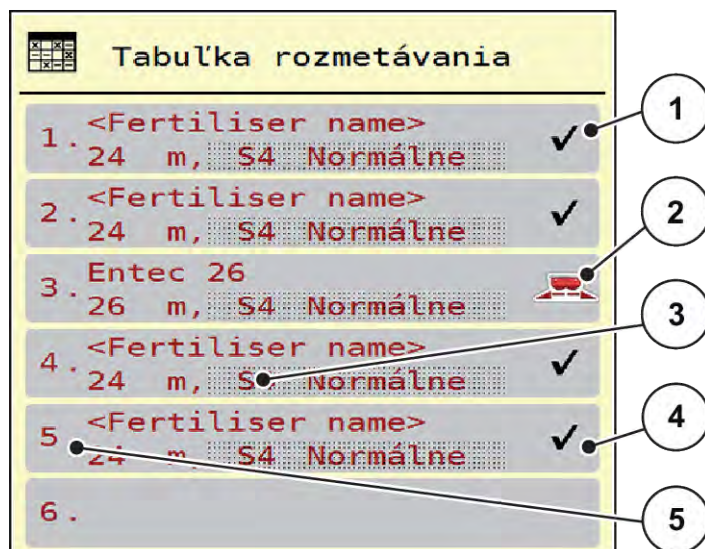 Tabuľka rozmetávania
1. <Fertiliser name>
24 m, S4 Normálne
2. <Fertiliser name>
24 m, S4 Normálne
3. Entec 26
26 m, S4 Normálne
4. <Fertiliser name>
24 m, Normálne
5 <Fertiliser name>
24 m, S4 Normálne
6.
1
2
3
4
5